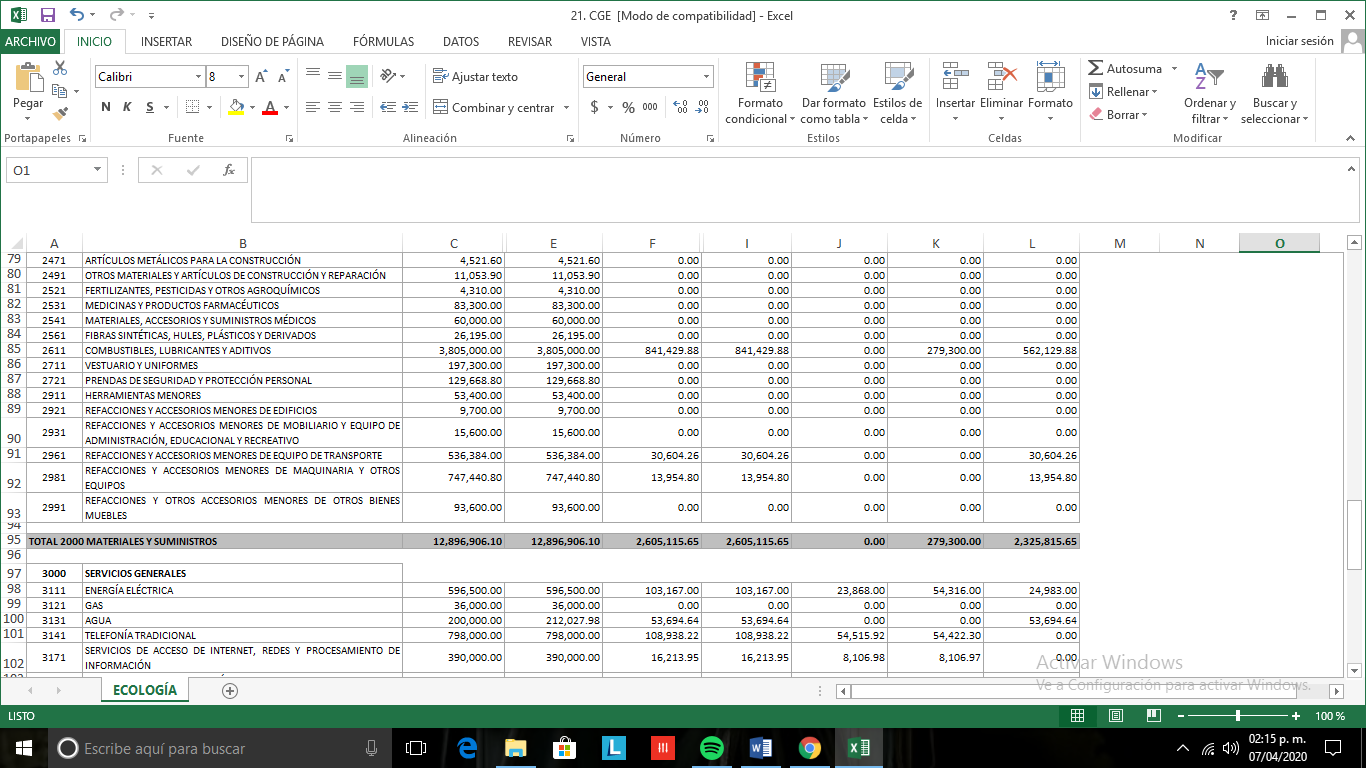 21. CGE [Modo de compatibilidad] - Excel
ARCHIVO INICIO INSERTAR DISEÑO DE PÁGINA FÓRMULAS DATOS REVISAR VISTA Iniciar sesión
Calibri 8 Ajustar texto General Autosuma
Pegar Formato Dar formato Estilos de Insertar Eliminar Formato Rellenar Ordenar y Buscar y
N K S Combinar y centrar $ % 000 condicional como tabla celda Borrar filtrar seleccionar
Portapapeles Fuente Alineación Número Estilos Celdas Modificar
O1 fx
A B C E F I J K L M N O
79 2471 ARTÍCULOS METÁLICOS PARA LA CONSTRUCCIÓN 4,521.60 4,521.60 0.00 0.00 0.00 0.00 0.00
80 2491 OTROS MATERIALES Y ARTÍCULOS DE CONSTRUCCIÓN Y REPARACIÓN 11,053.90 11,053.90 0.00 0.00 0.00 0.00 0.00
81 2521 FERTILIZANTES, PESTICIDAS Y OTROS AGROQUÍMICOS 4,310.00 4,310.00 0.00 0.00 0.00 0.00 0.00
82 2531 MEDICINAS Y PRODUCTOS FARMACÉUTICOS 83,300.00 83,300.00 0.00 0.00 0.00 0.00 0.00
83 2541 MATERIALES, ACCESORIOS Y SUMINISTROS MÉDICOS 60,000.00 60,000.00 0.00 0.00 0.00 0.00 0.00
84 2561 FIBRAS SINTÉTICAS, HULES, PLÁSTICOS Y DERIVADOS 26,195.00 26,195.00 0.00 0.00 0.00 0.00 0.00
85 2611 COMBUSTIBLES, LUBRICANTES Y ADITIVOS 3,805,000.00 3,805,000.00 841,429.88 841,429.88 0.00 279,300.00 562,129.88
86 2711 VESTUARIO Y UNIFORMES 197,300.00 197,300.00 0.00 0.00 0.00 0.00 0.00
87 2721 PRENDAS DE SEGURIDAD Y PROTECCIÓN PERSONAL 129,668.80 129,668.80 0.00 0.00 0.00 0.00 0.00
88 2911 HERRAMIENTAS MENORES 53,400.00 53,400.00 0.00 0.00 0.00 0.00 0.00
89 2921 REFACCIONES Y ACCESORIOS MENORES DE EDIFICIOS 9,700.00 9,700.00 0.00 0.00 0.00 0.00 0.00
REFACCIONES Y ACCESORIOS MENORES DE MOBILIARIO Y EQUIPO DE
90 2931 ADMINISTRACIÓN, EDUCACIONAL Y RECREATIVO 15,600.00 15,600.00 0.00 0.00 0.00 0.00 0.00
91 2961 REFACCIONES Y ACCESORIOS MENORES DE EQUIPO DE TRANSPORTE 536,384.00 536,384.00 30,604.26 30,604.26 0.00 0.00 30,604.26
REFACCIONES Y ACCESORIOS MENORES DE MAQUINARIA Y OTROS
92 2981 EQUIPOS 747,440.80 747,440.80 13,954.80 13,954.80 0.00 0.00 13,954.80
REFACCIONES Y OTROS ACCESORIOS MENORES DE OTROS BIENES
93 2991 MUEBLES 93,600.00 93,600.00 0.00 0.00 0.00 0.00 0.00
94
95 TOTAL 2000 MATERIALES Y SUMINISTROS 12,896,906.10 12,896,906.10 2,605,115.65 2,605,115.65 0.00 279,300.00 2,325,815.65
96
97 3000 SERVICIOS GENERALES
98 3111 ENERGÍA ELÉCTRICA 596,500.00 596,500.00 103,167.00 103,167.00 23,868.00 54,316.00 24,983.00
99 3121 GAS 36,000.00 36,000.00 0.00 0.00 0.00 0.00 0.00
100 3131 AGUA 200,000.00 212,027.98 53,694.64 53,694.64 0.00 0.00 53,694.64
101 3141 TELEFONÍA TRADICIONAL 798,000.00 798,000.00 108,938.22 108,938.22 54,515.92 54,422.30 0.00
SERVICIOS DE ACCESO DE INTERNET, REDES Y PROCESAMIENTO DE
102 3171 INFORMACIÓN 390,000.00 390,000.00 16,213.95 16,213.95 8,106.98 8,106.97 0.00
Activar Windows
Ve a Configuración para activar Windows.
ECOLOGÍA
LISTO 100 %
Escribe aquí para buscar 02:15 p. m.
07/04/2020